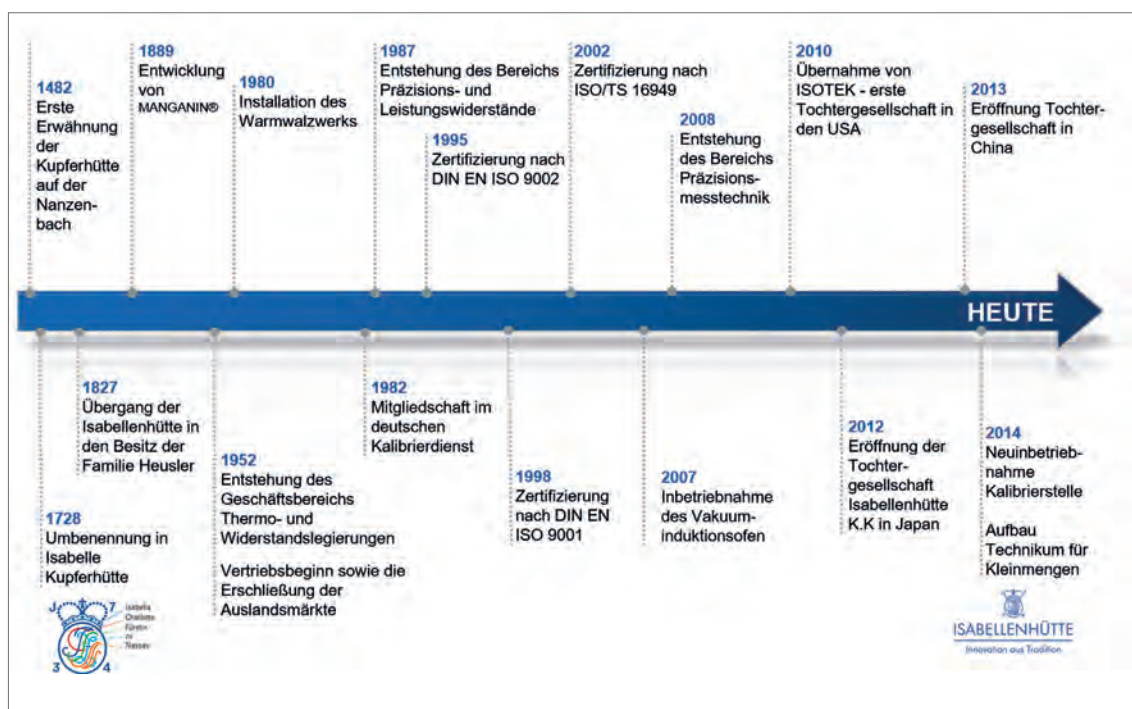 1482
Erste
Erwähnung
der
Kupferhütte
auf der
Nanzen-
bach
1889
Entwicklung
von
MANGANIN®
1980
Installation des
Warmwalzwerks
1987
Entstehung des Bereichs
Präzisions- und
Leistungswiderstände
1995
Zertifizierung nach
DIN EN ISO 9002
2002
Zertifizierung nach
ISO/TS 16949
2008
Entstehung
des Bereichs
Präzisions-
messtechnik
2010
Übernahme von
ISOTEK - erste
Tochtergesellschaft in
den USA
2013
Eröffnung Tochter-
gesellschaft in
China
HEUTE
1728
Umbenennung in
Isabelle
Kupferhütte
1827
Übergang der
Isabellenhütte in
den Besitz der
Familie Heusler
1952
Entstehung des
Geschäftsbereichs
Thermo- und
Widerstandslegierungen
Vertriebsbeginn sowie die
Erschließung der
Auslandsmärkte
1982
Mitgliedschaft im
deutschen
Kalibrierdienst
1998
Zertifizierung
nach DIN EN
ISO 9001
2007
Inbetriebnahme
des Vakuum-
induktionsofen
2012
Eröffnung der
Tochter-
gesellschaft
Isabellenhütte
K.K in Japan
2014
Neuinbetrieb-
nahme
Kalibrierstelle
Aufbau
Technikum für
Kleinmengen
J 7
Isabella
Charlotte
Fürstin
zu
Nassau
3 4
ISABELLENHÜTTE
Innovation aus Tradition